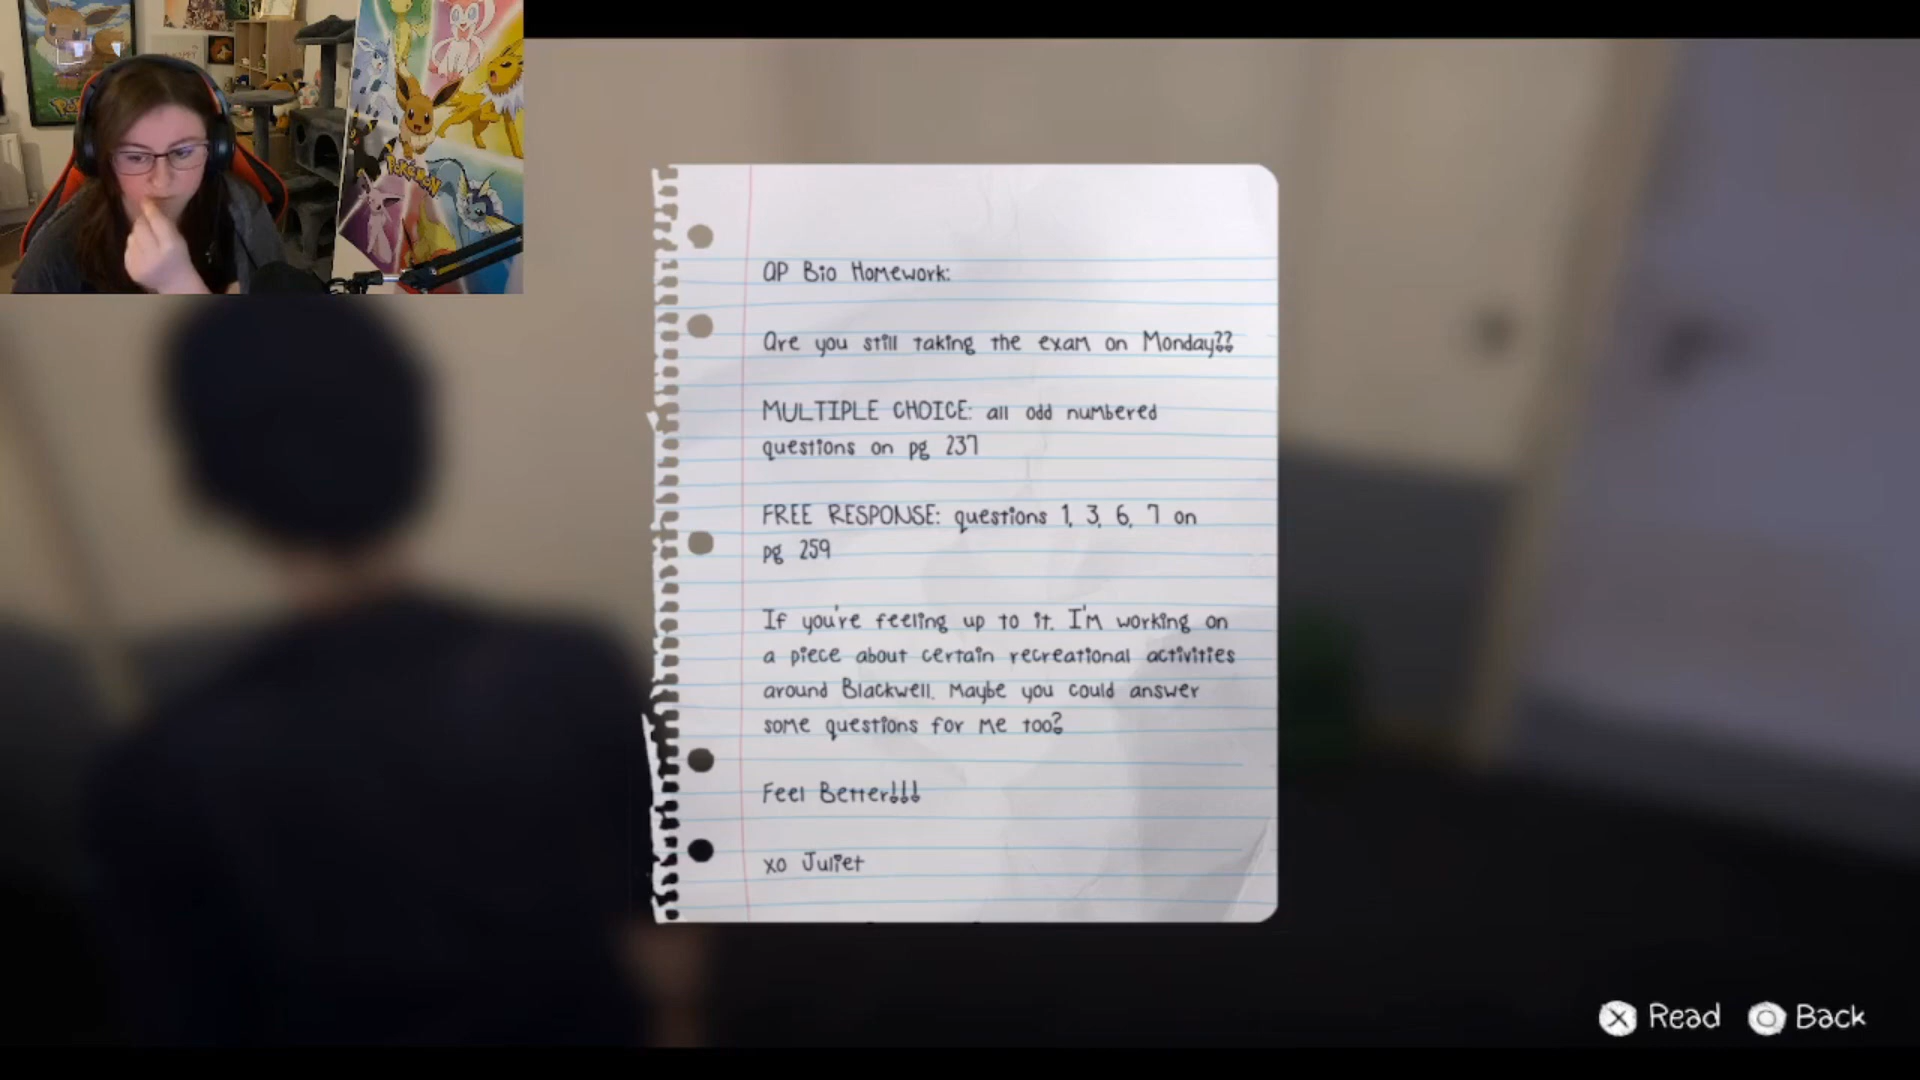 POKéMON
AP Bio Homework:
Are you still taking the exam on Monday??
MULTIPLE CHOICE: all odd numbered
questions on pg 237
FREE RESPONSE: questions 1, 3, 6, 7 on
pg 259
If you're feeling up to it. I'm working on
a piece about certain recreational activities
around Blackwell. Maybe you could answer
some questions for me too?
Feel Better!!!
xo Juliet
Read
Back